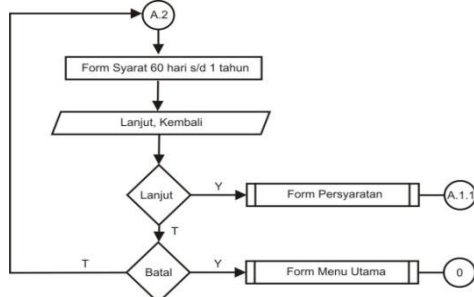 A.2
Form Syarat 60 hari s/d 1 tahun
Lanjut, Kembali
Lanjut
Y
Form Persyaratan
A.1.1
T
T
Batal
Y
Form Menu Utama
0